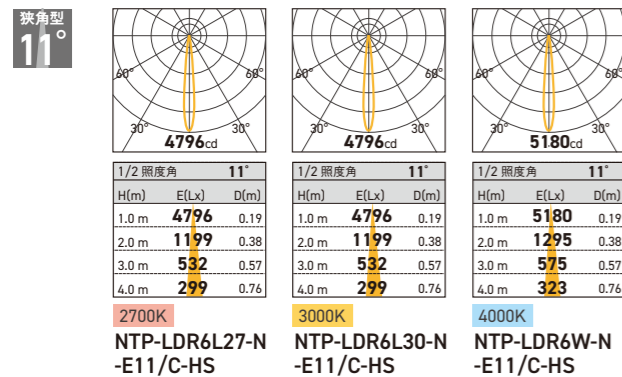 狭角型
11°
60° 60°
30° 30°
4796cd
1/2 照度角 11°
H(m) E(Lx) D(m)
1.0 m 4796 0.19
2.0 m 1199 0.38
3.0 m 532 0.57
4.0 m 299 0.76
2700K
NTP-LDR6L27-N
-E11/C-HS
60° 60°
30° 30°
4796cd
1/2 照度角 11°
H(m) E(Lx) D(m)
1.0 m 4796 0.19
2.0 m 1199 0.38
3.0 m 532 0.57
4.0 m 299 0.76
3000K
NTP-LDR6L30-N
-E11/C-HS
60° 60°
30° 30°
5180cd
1/2 照度角 11°
H(m) E(Lx) D(m)
1.0 m 5180 0.19
2.0 m 1295 0.38
3.0 m 575 0.57
4.0 m 323 0.76
4000K
NTP-LDR6W-N
-E11/C-HS